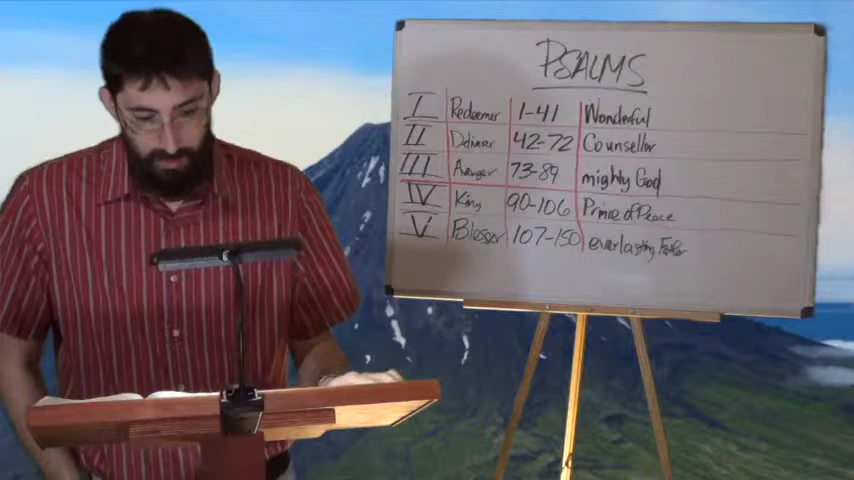 PSALMS
I Redeemer 1-41 Wonderful
II Deliverer 42-72 Counsellor
III Avenger 73-89 mighty God
IV King 90-106 Prince of Peace
V Blesser 107-150 everlasting Father